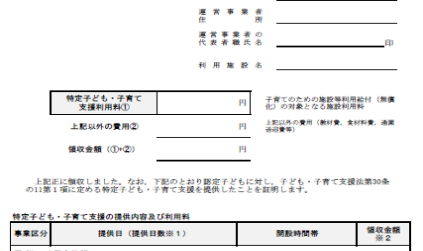 運営事業者
住所
運営事業者の
代表者職氏名 印
利用施設名
特定子ども・子育て
支援利用料① 円
子育てのための施設等利用給付（無償
化）の対象となる施設利用料
上記以外の費用② 円
上記以外の費用（教材費、食材料費、通園
送迎費等）
領収金額（①+②） 円
上記正に領収しました。なお、下記のとおり認定子どもに対し、子ども・子育て支援法第30条
の11第１項に定める特定子ども・子育て支援を提供したことを証明します。
特定子ども・子育て支援の提供内容及び利用料
事業区分 提供日（提供日数※１） 開設時間帯 領収金額
※２